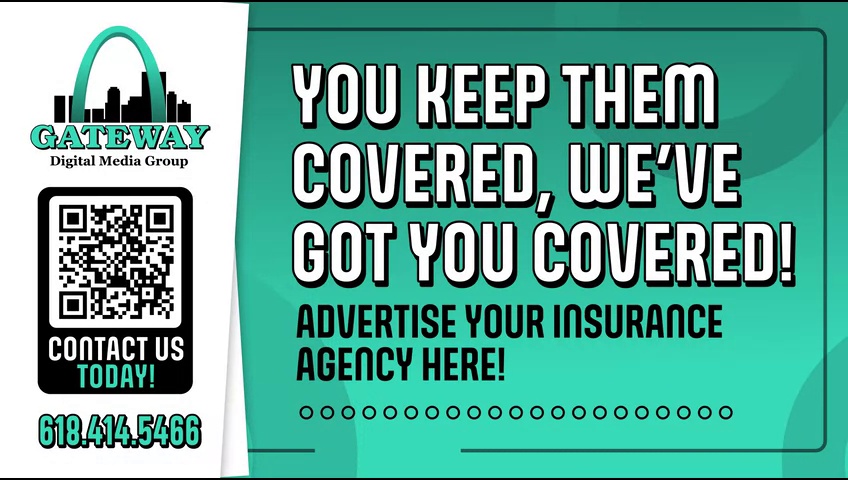 GATEWAY
Digital Media Group
CONTACT US
TODAY!
618.414.5466
YOU KEEP THEM
COVERED, WE'VE
GOT YOU COVERED!
ADVERTISE YOUR INSURANCE
AGENCY HERE!